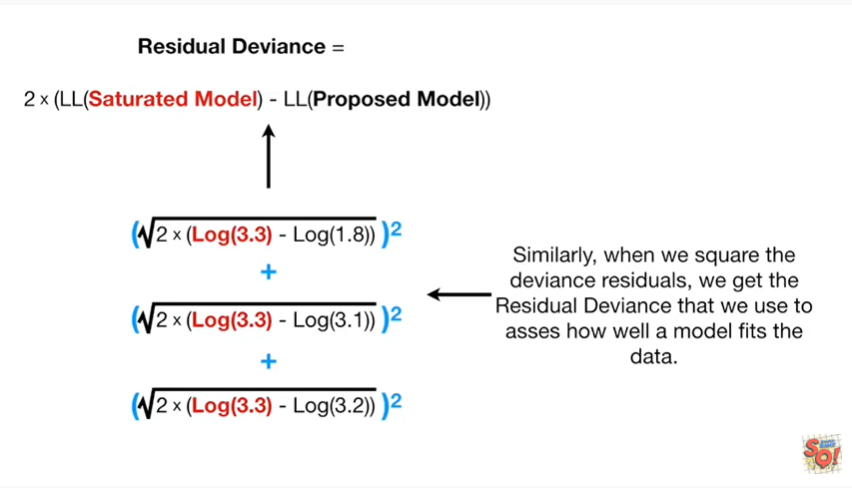 Residual Deviance =
2 × (LL(Saturated Model) - LL(Proposed Model))
(√2 × (Log(3.3) - Log(1.8)) )2
+
(√2 × (Log(3.3) - Log(3.1)) )2
+
(√2 × (Log(3.3) - Log(3.2)) )2
Similarly, when we square the
deviance residuals, we get the
Residual Deviance that we use to
asses how well a model fits the
data.
SQ!